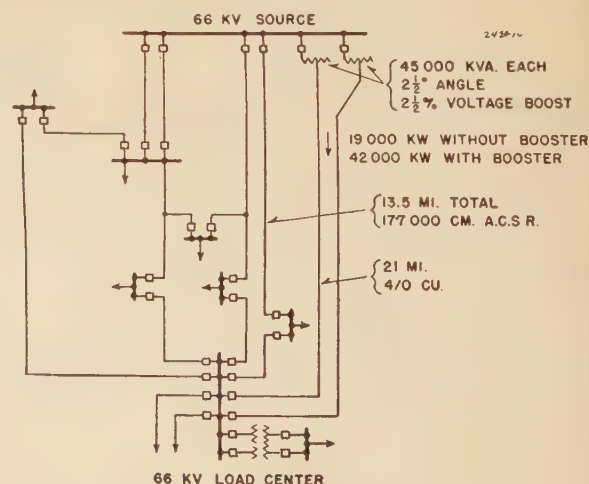 66 KV SOURCE
45 000 KVA. EACH
2½° ANGLE
2½% VOLTAGE BOOST
19 000 KW WITHOUT BOOSTER
42 000 KW WITH BOOSTER
13.5 MI. TOTAL
177 000 CM. A.C.S.R.
21 MI.
4/0 CU.
66 KV LOAD CENTER